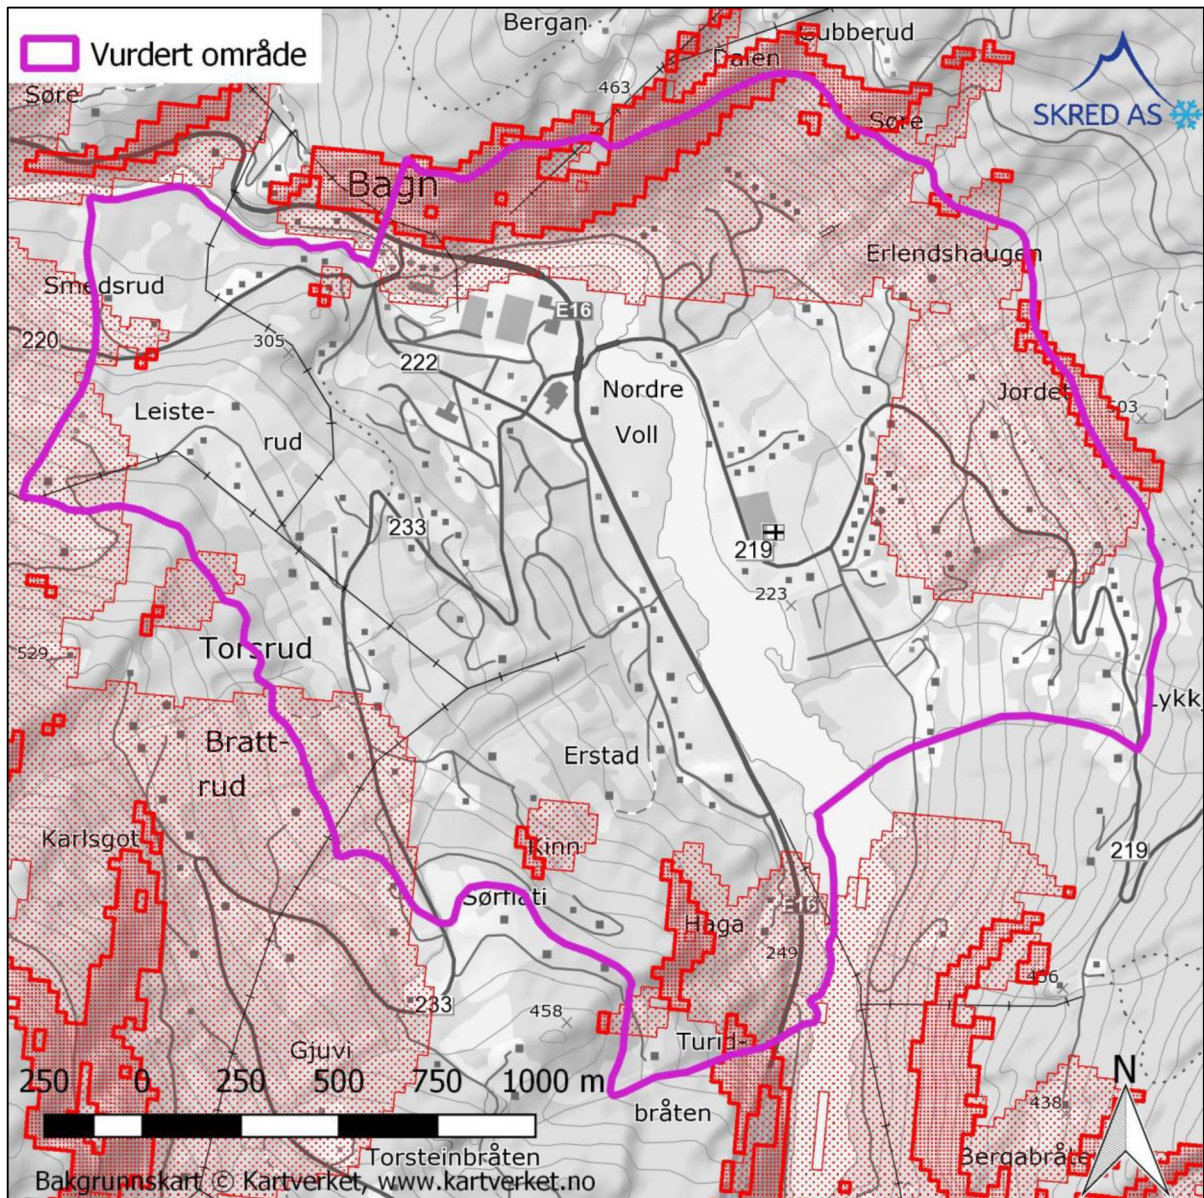 Vurdert område
Bergan
Gubberud
Dalen
SKRED AS
Søre
463
Søre
Bagn
Erlendshaugen
Smedsrud
E16
220
305
222
Nordre
Voll
Jordet
603
Leiste-
rud
233
219
223
Torsrud
529
Lykkj
Bratt-
rud
Erstad
Karlsgot
Kinn
219
Sørflati
E16
Haga
249
456
233
458
Gjuvi
Turid-
bråten
N
438
250 0 250 500 750 1000 m
Torsteinbråten
Bergabråte
Bakgrunnskart © Kartverket, www.kartverket.no